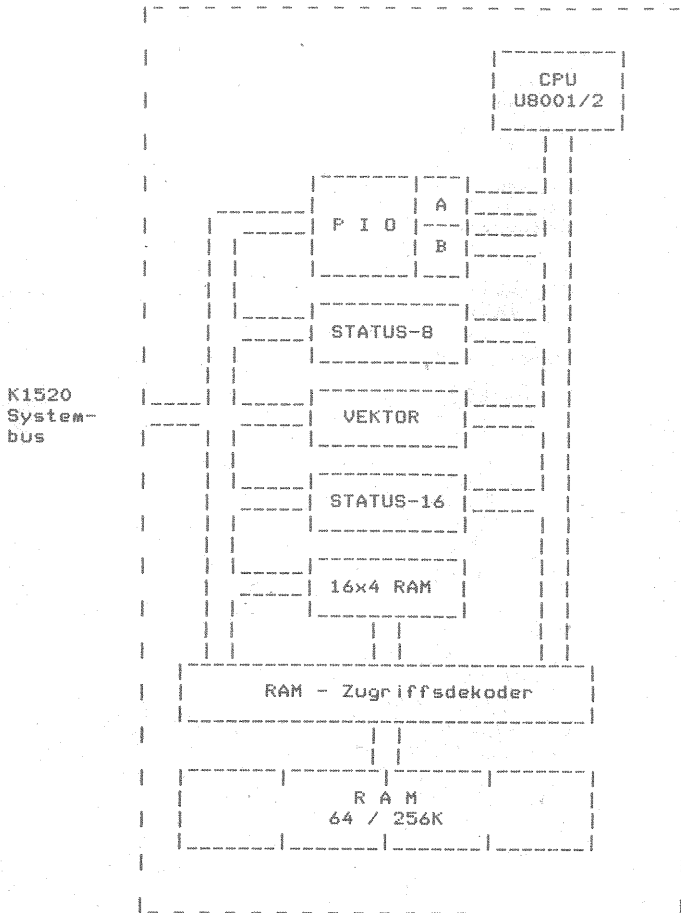 CPU
U8001/2
P I O
A
B
STATUS-8
K1520
System-
bus
VEKTOR
STATUS-16
16x4 RAM
RAM - Zugriffsdekoder
R A M
64 / 256K